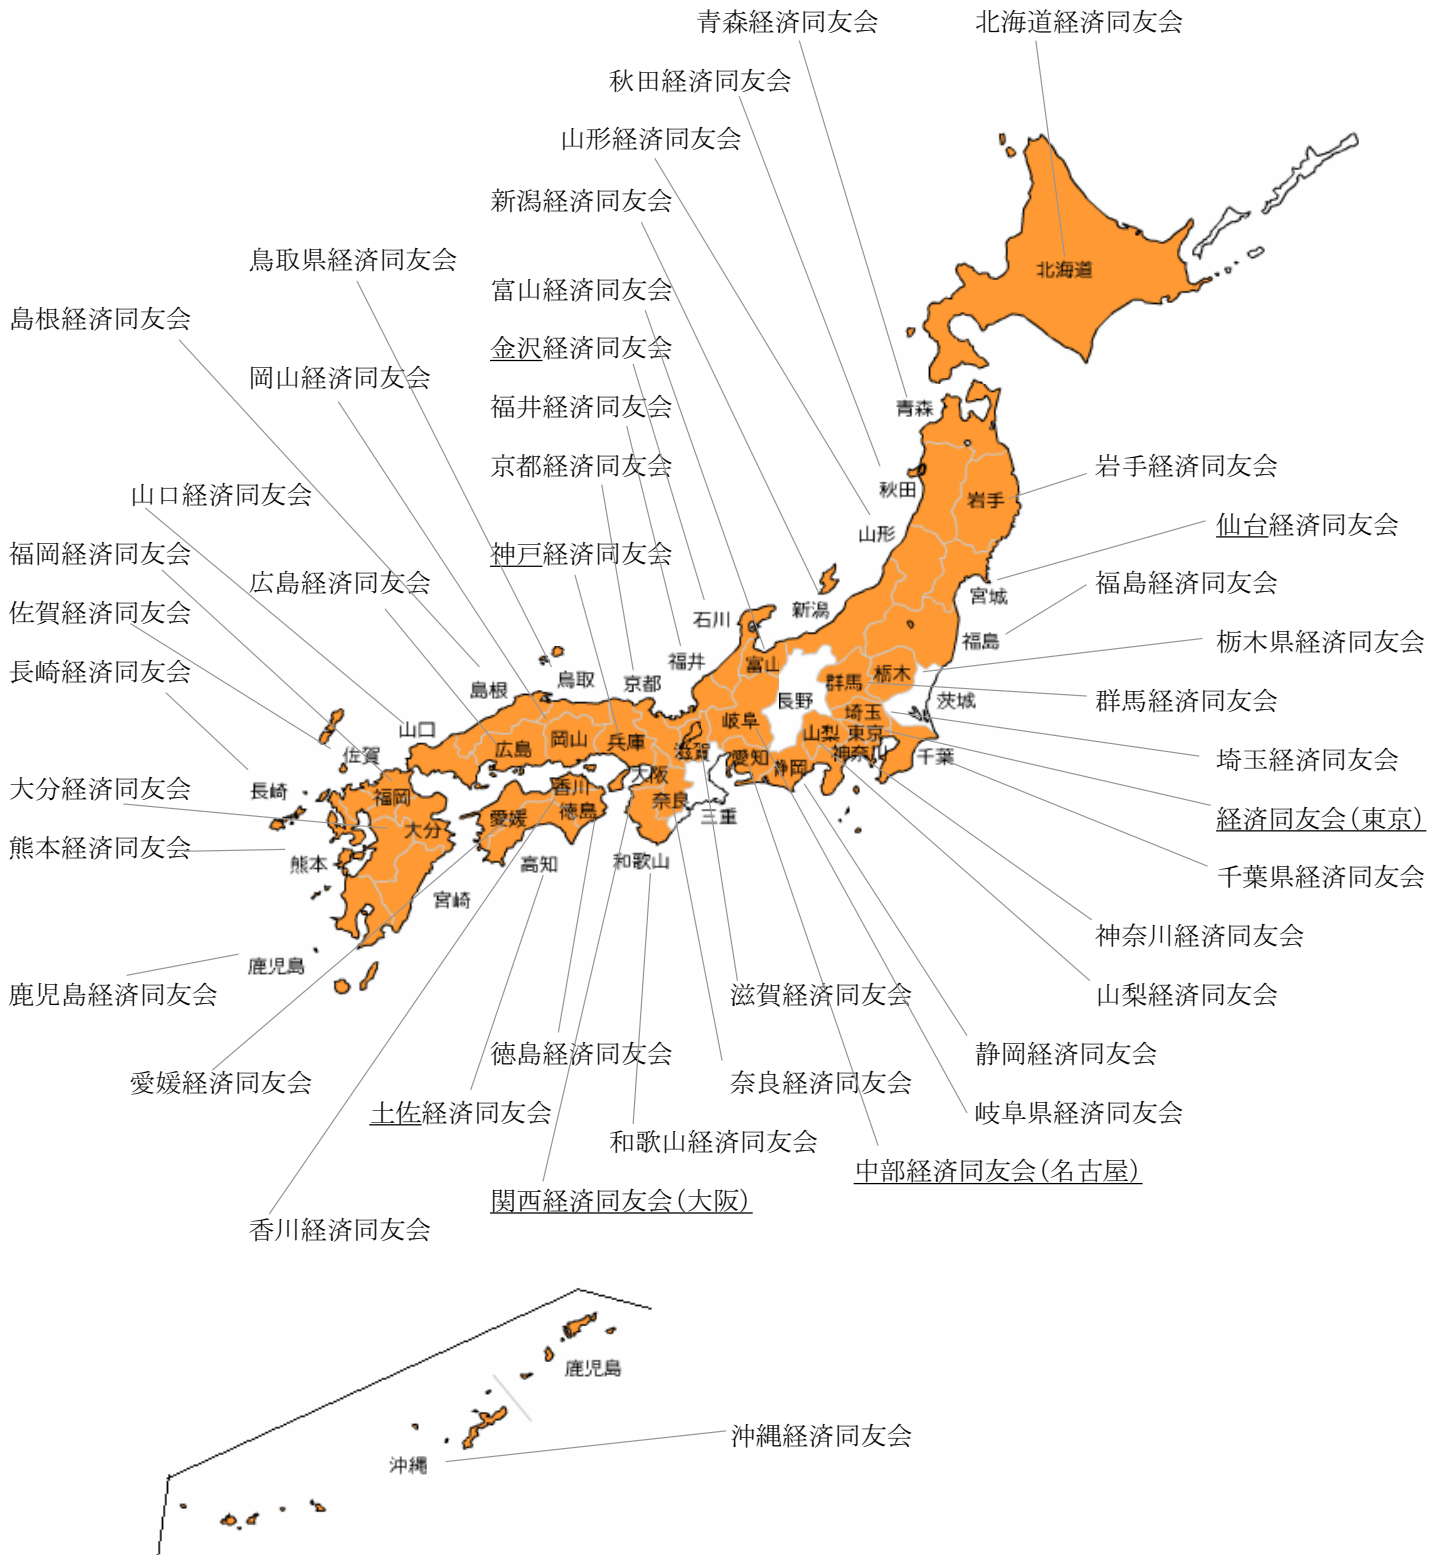 青森経済同友会
北海道経済同友会
秋田経済同友会
山形経済同友会
新潟経済同友会
鳥取県経済同友会
富山経済同友会
島根経済同友会
金沢経済同友会
岡山経済同友会
福井経済同友会
京都経済同友会
岩手経済同友会
山口経済同友会
仙台経済同友会
福岡経済同友会
神戸経済同友会
広島経済同友会
福島経済同友会
佐賀経済同友会
栃木県経済同友会
長崎経済同友会
群馬経済同友会
埼玉経済同友会
大分経済同友会
経済同友会(東京)
熊本経済同友会
千葉県経済同友会
神奈川経済同友会
鹿児島経済同友会
滋賀経済同友会
山梨経済同友会
徳島経済同友会
静岡経済同友会
愛媛経済同友会
奈良経済同友会
土佐経済同友会
岐阜県経済同友会
和歌山経済同友会
中部経済同友会(名古屋)
関西経済同友会(大阪)
香川経済同友会
沖縄経済同友会
北海道
青森
秋田
岩手
山形
宮城
新潟
福島
石川
福井
富山
群馬
栃木
茨城
長野
埼玉
山梨
東京
神奈川
千葉
岐阜
愛知
静岡
滋賀
三重
京都
兵庫
大阪
奈良
和歌山
鳥取
島根
岡山
広島
山口
香川
徳島
愛媛
高知
福岡
佐賀
長崎
大分
熊本
宮崎
鹿児島
鹿児島
沖縄